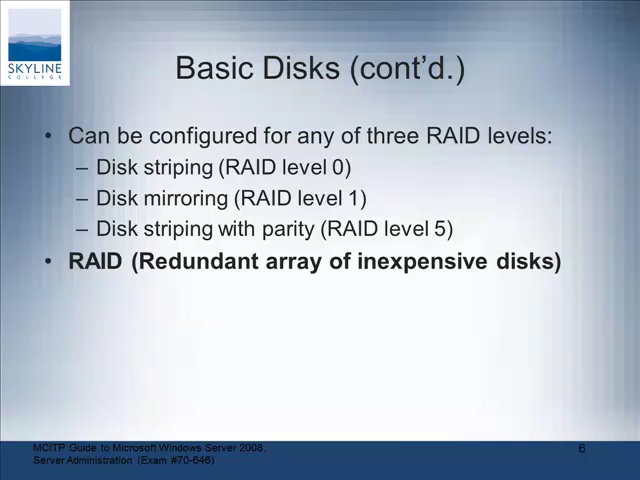 SKYLINE
COLLEGE
Basic Disks (cont’d.)
• Can be configured for any of three RAID levels:
– Disk striping (RAID level 0)
– Disk mirroring (RAID level 1)
– Disk striping with parity (RAID level 5)
• RAID (Redundant array of inexpensive disks)
MCITP Guide to Microsoft Windows Server 2008,
Server Administration (Exam #70-646)
6